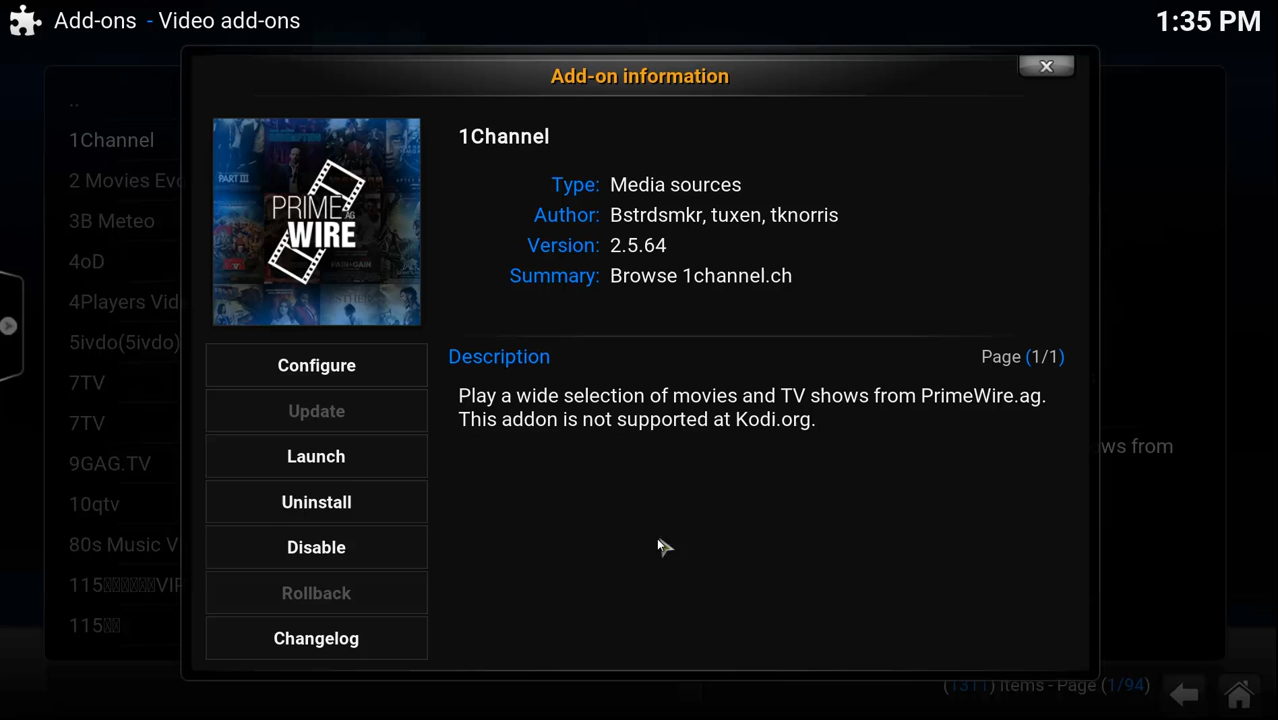 Add-ons - Video add-ons
1:35 PM
Add-on information
..
1Channel
2 Movies
3B Meteo
4oD
4Players
5ivdo(5ivdo)
7TV
7TV
9GAG.TV
10qtv
80s Music
115
115
PRIME AG
WIRE
1Channel
Type: Media sources
Author: Bstrdsmkr, tuxen, tknorris
Version: 2.5.64
Summary: Browse 1channel.ch
Configure
Update
Launch
Uninstall
Disable
Rollback
Changelog
Description
Page (1/1)
Play a wide selection of movies and TV shows from PrimeWire.ag.
This addon is not supported at Kodi.org.
from
(1311) Items - Page (1/94)